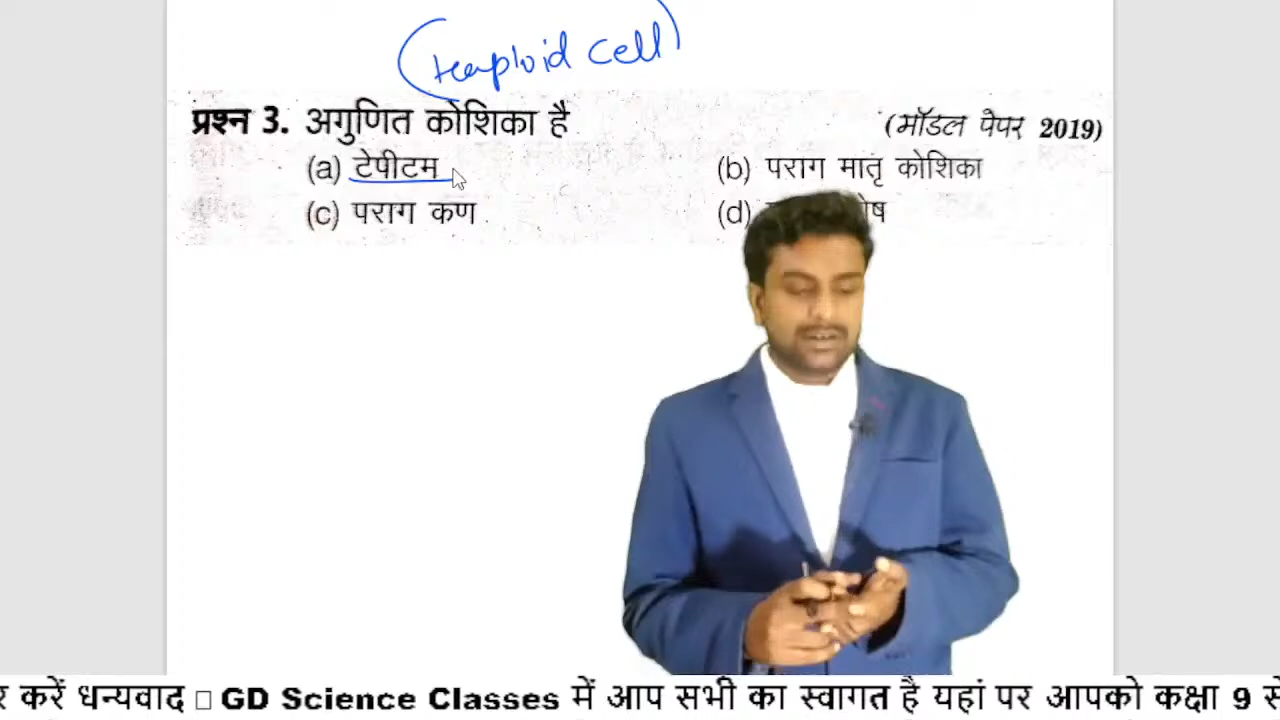 (Haploid cell)
प्रश्न 3. अगुणित कोशिका है (मॉडल पेपर 2019)
(a) टेपीटम (b) पराग मातृ कोशिका
(c) पराग कण (d)
र करें धन्यवाद □ GD Science Classes में आप सभी का स्वागत है यहां पर आपको कक्षा 9 से